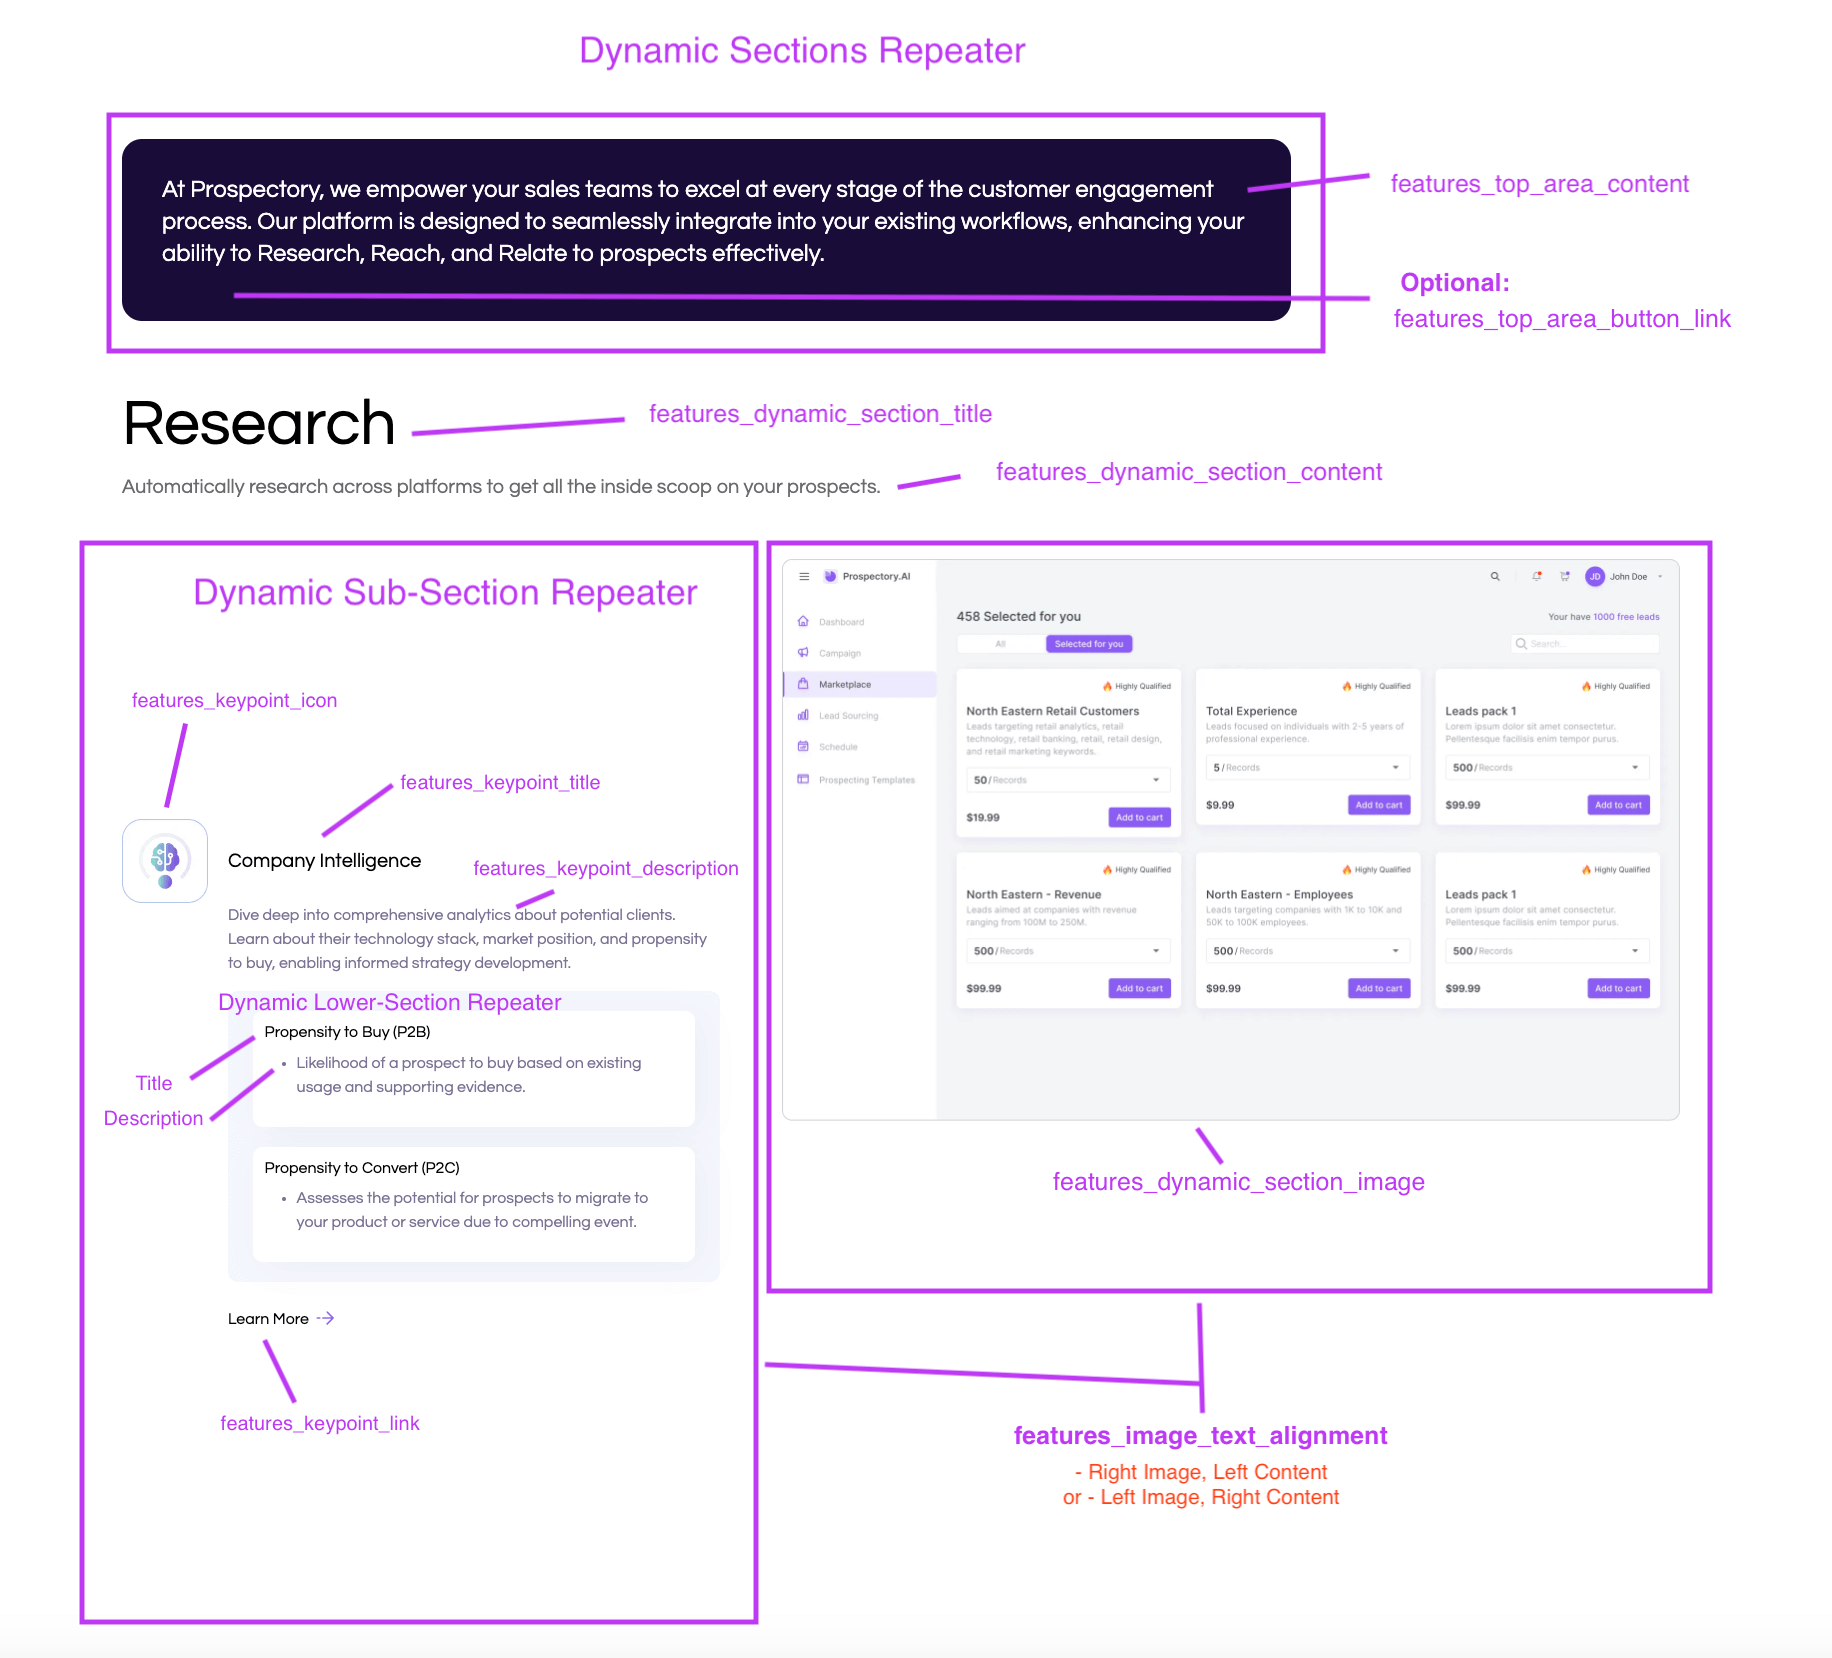 Dynamic Sections Repeater
At Prospectory, we empower your sales teams to excel at every stage of the customer engagement
process. Our platform is designed to seamlessly integrate into your existing workflows, enhancing your
ability to Research, Reach, and Relate to prospects effectively.
features_top_area_content
Optional:
features_top_area_button_link
Research
features_dynamic_section_title
Automatically research across platforms to get all the inside scoop on your prospects.
features_dynamic_section_content
Dynamic Sub-Section Repeater
features_keypoint_icon
features_keypoint_title
Company Intelligence
features_keypoint_description
Dive deep into comprehensive analytics about potential clients.
Learn about their technology stack, market position, and propensity
to buy, enabling informed strategy development.
Dynamic Lower-Section Repeater
Propensity to Buy (P2B)
• Likelihood of a prospect to buy based on existing
usage and supporting evidence.
Title
Description
Propensity to Convert (P2C)
• Assesses the potential for prospects to migrate to
your product or service due to compelling event.
Learn More
features_keypoint_link
Prospectory.AI
JD John Doe
Dashboard
Campaign
Marketplace
Lead Sourcing
Schedule
Prospecting Templates
458 Selected for you
Your have 1000 free leads
All
Selected for you
Search...
Highly Qualified
North Eastern Retail Customers
Leads targeting retail analytics, retail
technology, retail banking, retail, retail design,
and retail marketing keywords.
50/Records
$19.99
Add to cart
Highly Qualified
Total Experience
Leads focused on individuals with 2-5 years of
professional experience.
5/Records
$9.99
Add to cart
Highly Qualified
Leads pack 1
Lorem ipsum dolor sit amet consectetur.
Pellentesque facilisis enim tempor purus.
500/Records
$99.99
Add to cart
Highly Qualified
North Eastern - Revenue
Leads aimed at companies with revenue
ranging from 100M to 250M.
500/Records
$99.99
Add to cart
Highly Qualified
North Eastern - Employees
Leads targeting companies with 1K to 10K and
50K to 100K employees.
500/Records
$99.99
Add to cart
Highly Qualified
Leads pack 1
Lorem ipsum dolor sit amet consectetur.
Pellentesque facilisis enim tempor purus.
500/Records
$99.99
Add to cart
features_dynamic_section_image
features_image_text_alignment
- Right Image, Left Content
or - Left Image, Right Content